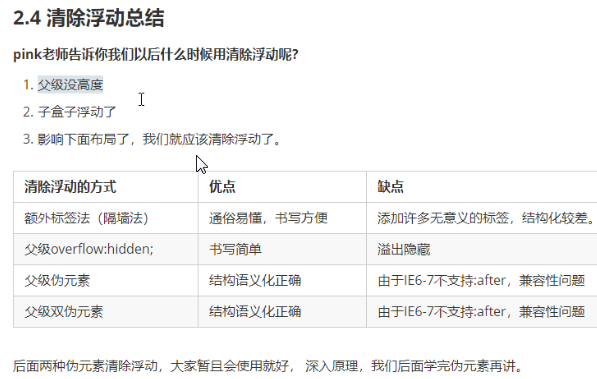 2.4 清除浮动总结
pink老师告诉你我们以后什么时候用清除浮动呢?
1. 父级没高度
2. 子盒子浮动了
3. 影响下面布局了，我们就应该清除浮动了。
清除浮动的方式 优点 缺点
额外标签法（隔墙法） 通俗易懂，书写方便 添加许多无意义的标签，结构化较差。
父级overflow:hidden; 书写简单 溢出隐藏
父级伪元素 结构语义化正确 由于IE6-7不支持:after，兼容性问题
父级双伪元素 结构语义化正确 由于IE6-7不支持:after，兼容性问题
后面两种伪元素清除浮动，大家暂且会使用就好， 深入原理，我们后面学完伪元素再讲。